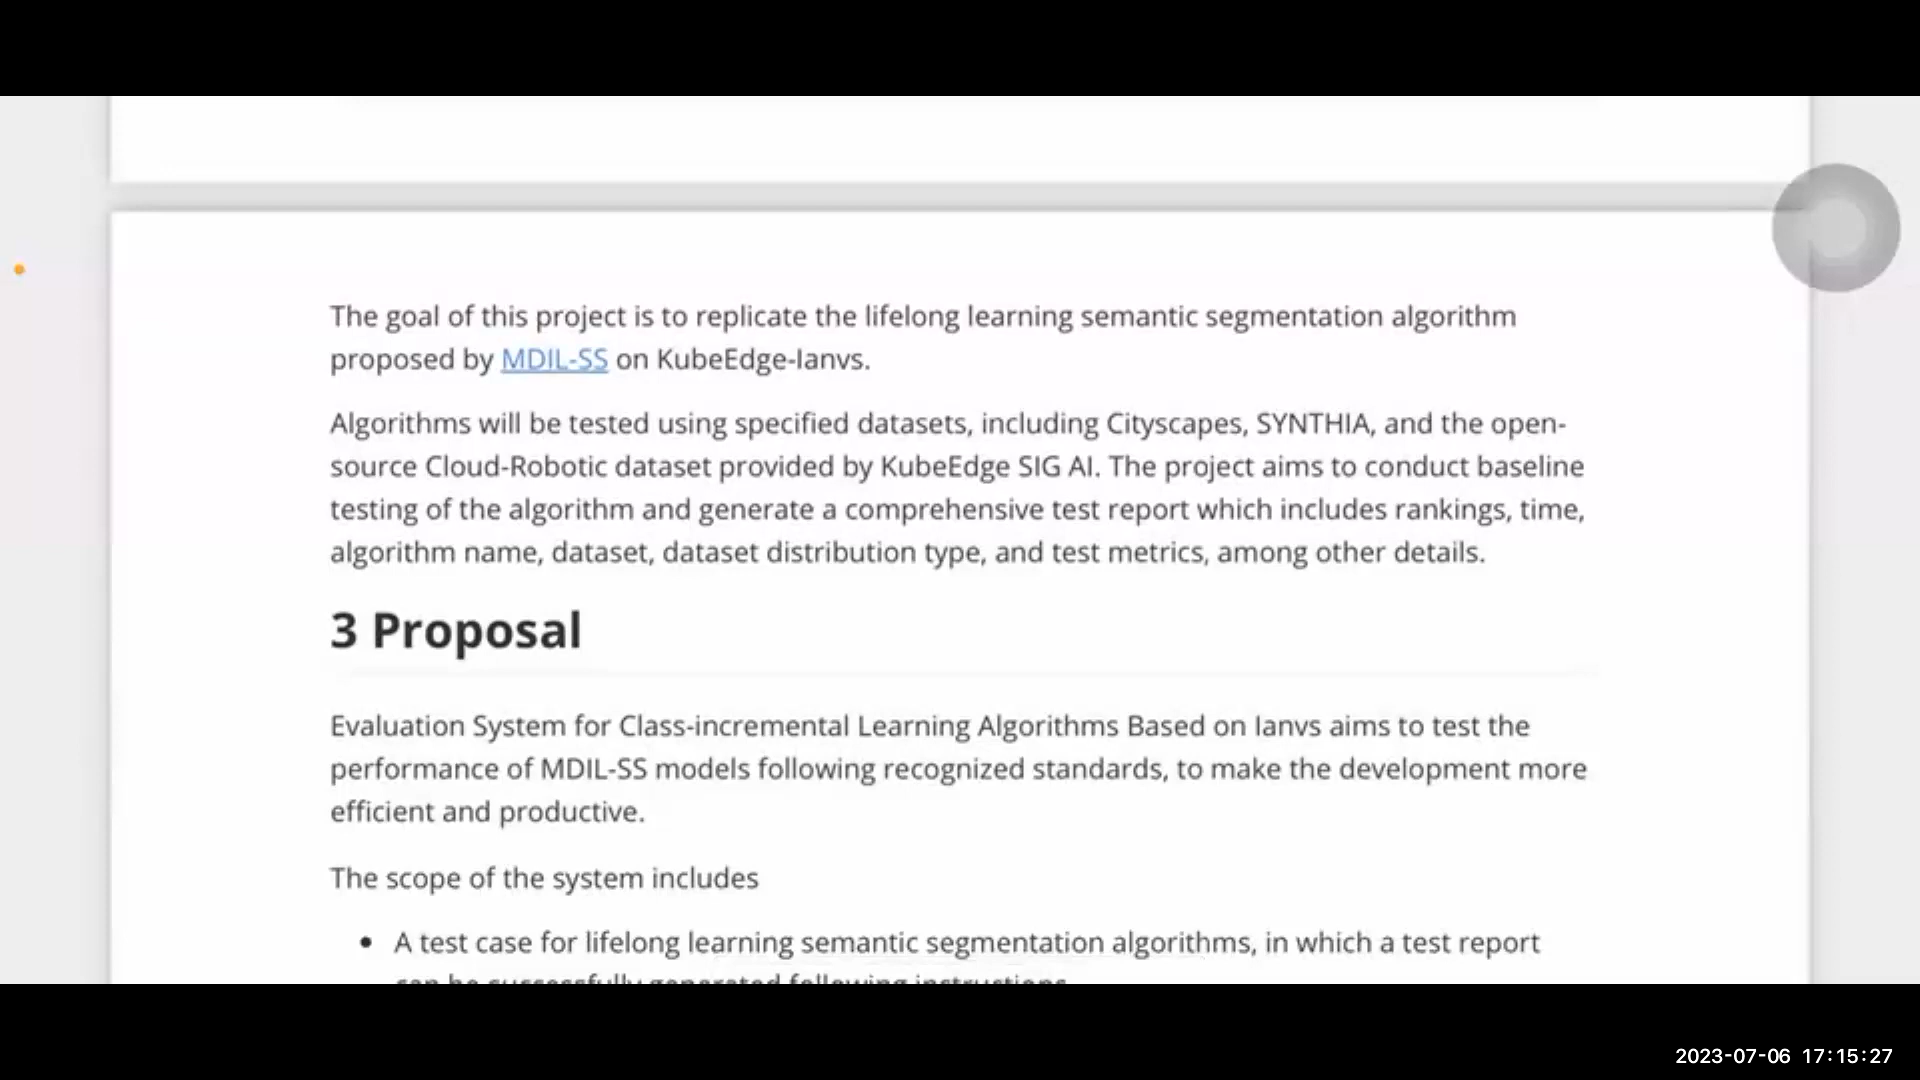 The goal of this project is to replicate the lifelong learning semantic segmentation algorithm
proposed by MDIL-SS on KubeEdge-Ianvs.
Algorithms will be tested using specified datasets, including Cityscapes, SYNTHIA, and the open-
source Cloud-Robotic dataset provided by KubeEdge SIG AI. The project aims to conduct baseline
testing of the algorithm and generate a comprehensive test report which includes rankings, time,
algorithm name, dataset, dataset distribution type, and test metrics, among other details.
3 Proposal
Evaluation System for Class-incremental Learning Algorithms Based on Ianvs aims to test the
performance of MDIL-SS models following recognized standards, to make the development more
efficient and productive.
The scope of the system includes
• A test case for lifelong learning semantic segmentation algorithms, in which a test report
can be successfully generated following instructions
2023-07-06 17:15:27